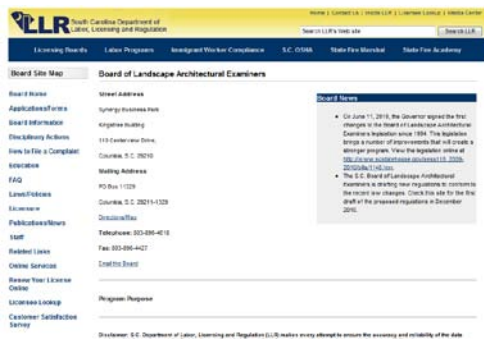 Home | Contact Us | Inside LLR | Licensee Lookup | Media Center
LLR South Carolina Department of
Labor, Licensing and Regulation
Search LLR's Web site
Search LLR
Licensing Boards Labor Programs Immigrant Worker Compliance S.C. OSHA State Fire Marshal State Fire Academy
Board Site Map
Board Home
Applications/Forms
Board Information
Disciplinary Actions
How to File a Complaint
Education
FAQ
Laws/Policies
Licensure
Publications/News
Staff
Related Links
Online Services
Renew Your License
Online
Licensee Lookup
Customer Satisfaction
Survey
Board of Landscape Architectural Examiners
Street Address
Synergy Business Park
Kingstree Building
110 Centerview Drive,
Columbia, S.C. 29210
Mailing Address
PO Box 11329
Columbia, S.C. 29211-1329
Directions/Map
Telephone: 803-896-4618
Fax: 803-896-4427
Email the Board
Board News
On June 11, 2010, the Governor signed the first
changes to the Board of Landscape Architectural
Examiners legislation since 1994. This legislation
brings a number of improvements that will create a
stronger program. View the legislation online at
The S.C. Board of Landscape Architectural
Examiners is drafting new regulations to conform to
the recent law changes. Check this site for the first
draft of the proposed regulations in December
2010.
Program Purpose
Disclaimer: S.C. Department of Labor, Licensing and Regulation (LLR) makes every attempt to ensure the accuracy and reliability of the data